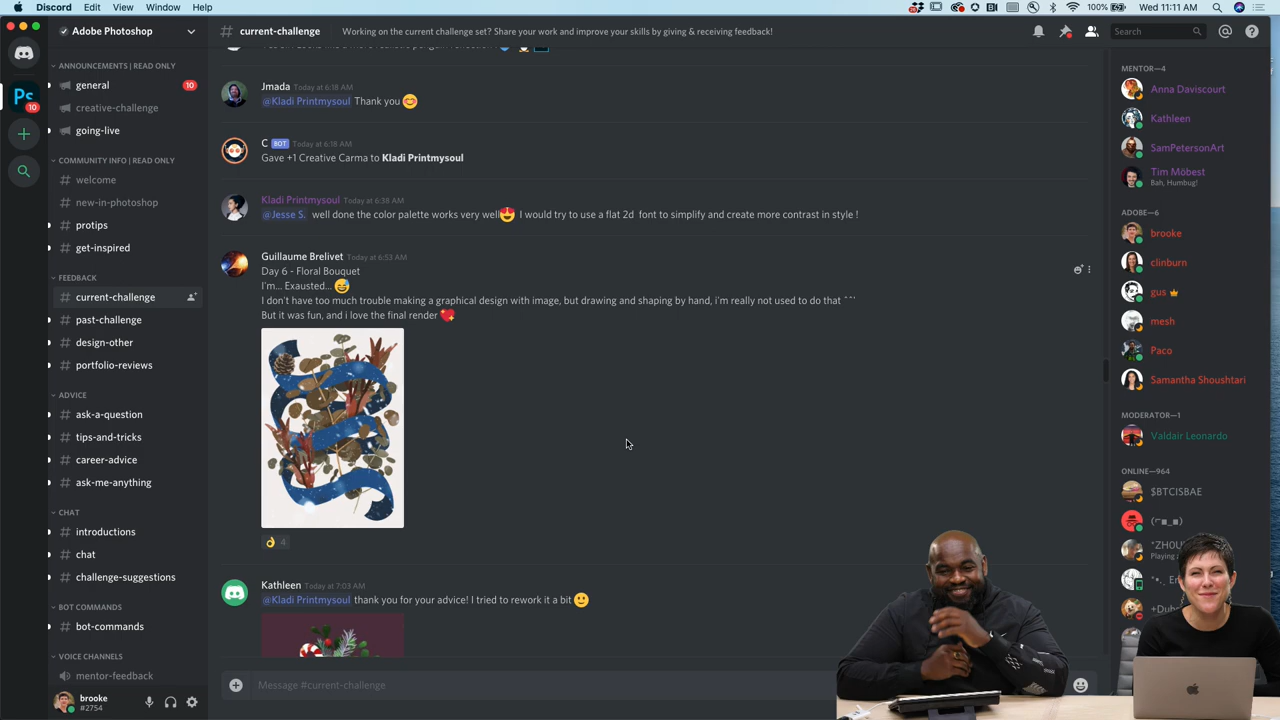 Discord Edit View Window Help
100% Wed 11:11 AM
Adobe Photoshop
ANNOUNCEMENTS | READ ONLY
general 10
creative-challenge
going-live
COMMUNITY INFO | READ ONLY
welcome
new-in-photoshop
protips
get-inspired
FEEDBACK
current-challenge
past-challenge
design-other
portfolio-reviews
ADVICE
ask-a-question
tips-and-tricks
career-advice
ask-me-anything
CHAT
introductions
chat
challenge-suggestions
BOT COMMANDS
bot-commands
VOICE CHANNELS
mentor-feedback
brooke
#2754
Ps
10
# current-challenge Working on the current challenge set? Share your work and improve your skills by giving & receiving feedback!
Search
Jmada Today at 6:18 AM
@Kladi Printmysoul Thank you 😊
C BOT Today at 6:18 AM
Gave +1 Creative Carma to Kladi Printmysoul
Kladi Printmysoul Today at 6:38 AM
@Jesse S. well done the color palette works very well😍 I would try to use a flat 2d font to simplify and create more contrast in style !
Guillaume Brelivet Today at 6:53 AM
Day 6 - Floral Bouquet
I'm... Exausted... 😅
I don't have too much trouble making a graphical design with image, but drawing and shaping by hand, i'm really not used to do that ^^'
But it was fun, and i love the final render 💖
👌 4
Kathleen Today at 7:03 AM
@Kladi Printmysoul thank you for your advice! I tried to rework it a bit 🙂
Message #current-challenge
MENTOR—4
Anna Daviscourt
Kathleen
SamPetersonArt
Tim Möbest
Bah, Humbug!
ADOBE—6
brooke
clinburn
gus
mesh
Paco
Samantha Shoushtari
MODERATOR—1
Valdair Leonardo
ONLINE—964
$BTCISBAE
*ZHOU
Playing